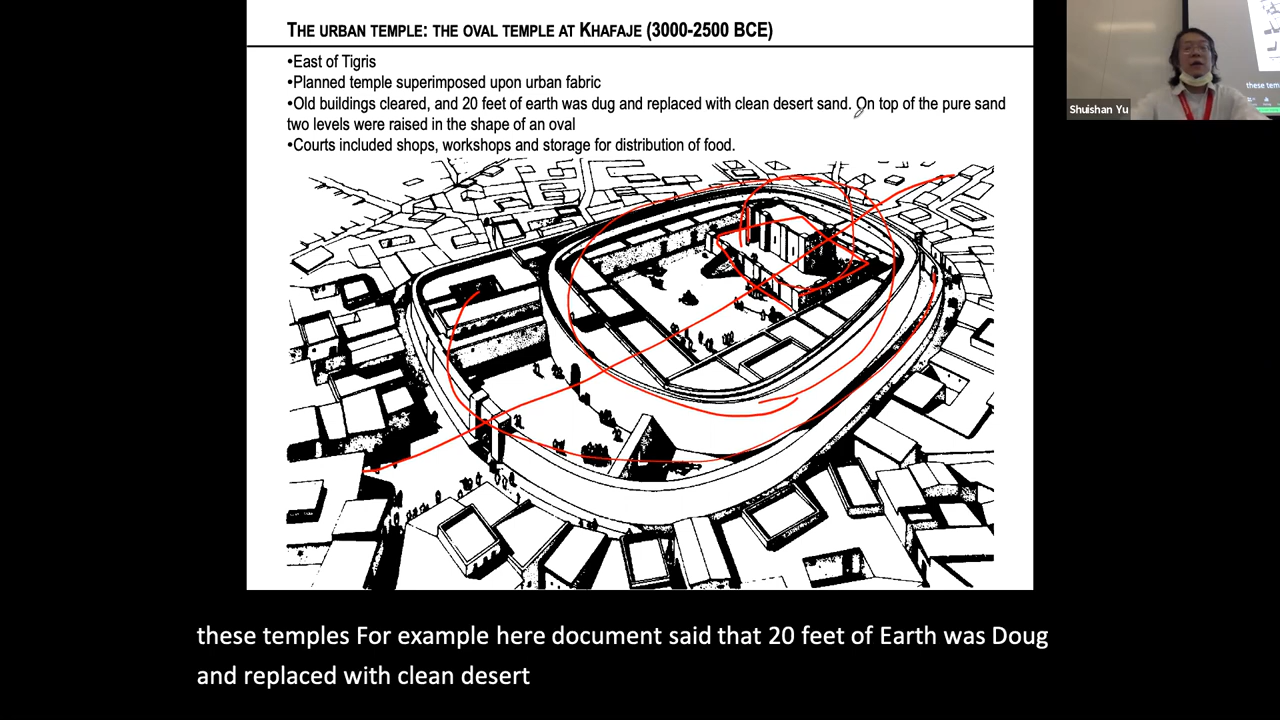 THE URBAN TEMPLE: THE OVAL TEMPLE AT KHAFAJE (3000-2500 BCE)
•East of Tigris
•Planned temple superimposed upon urban fabric
•Old buildings cleared, and 20 feet of earth was dug and replaced with clean desert sand. On top of the pure sand
two levels were raised in the shape of an oval
•Courts included shops, workshops and storage for distribution of food.
Shuishan Yu
these tem
these temples For example here document said that 20 feet of Earth was Doug
and replaced with clean desert